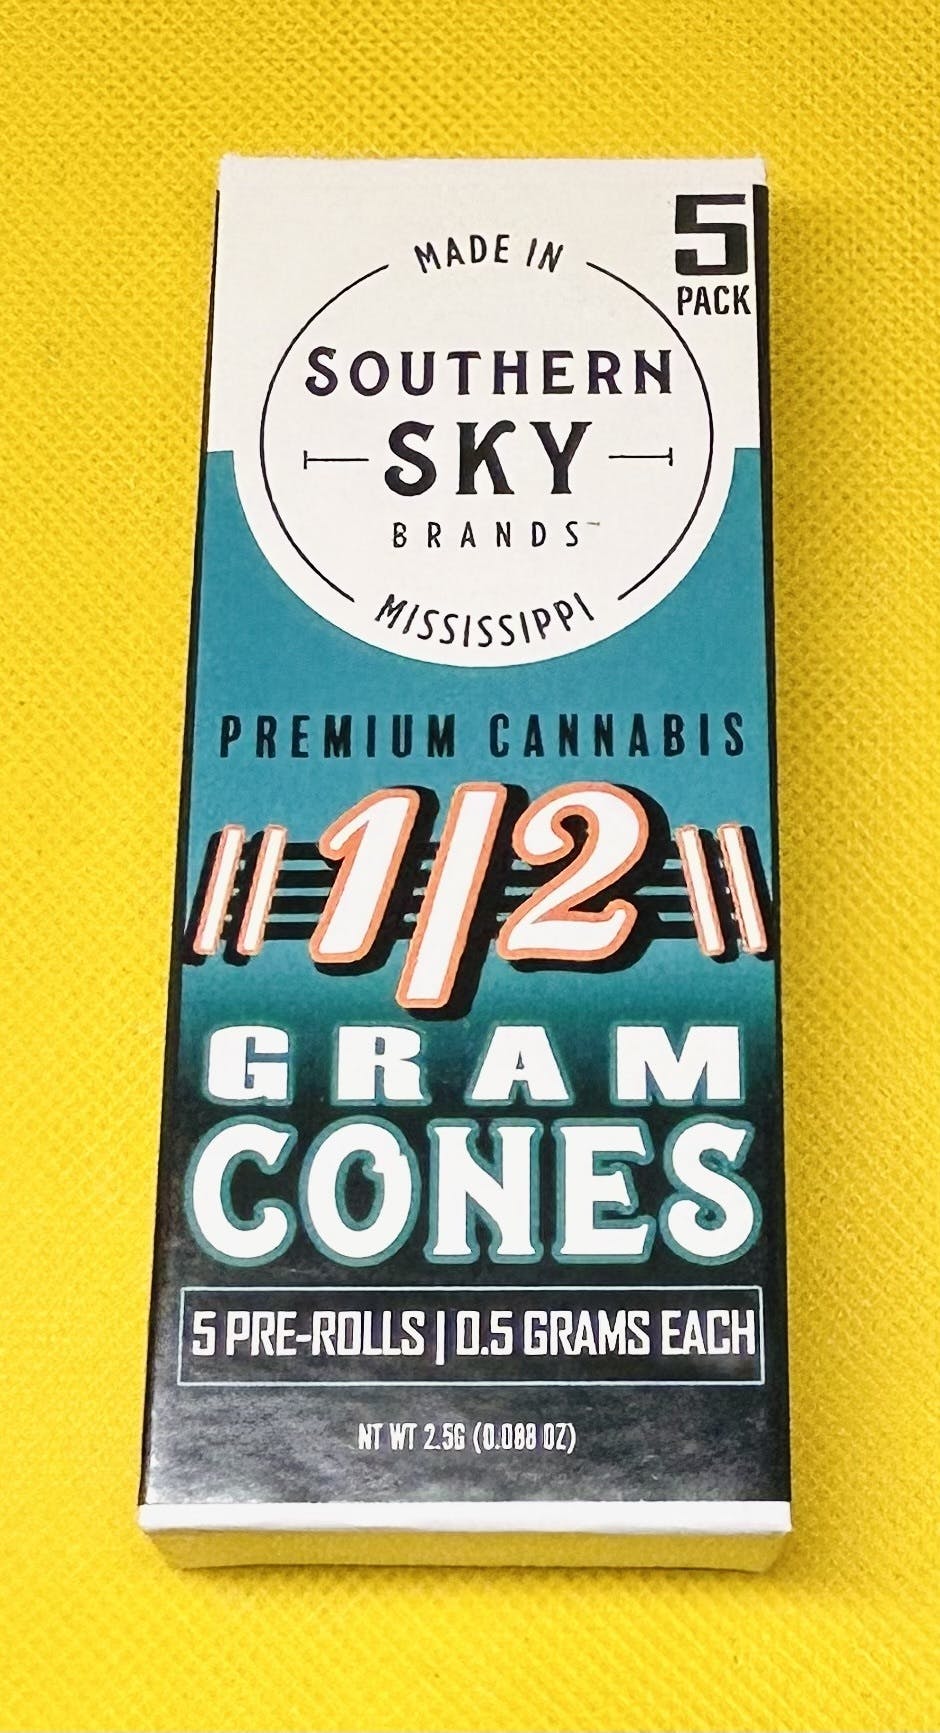 5
PACK
MADE IN
SOUTHERN
SKY
BRANDS™
MISSISSIPPI
PREMIUM CANNABIS
1/2
GRAM
CONES
5 PRE-ROLLS | 0.5 GRAMS EACH
NT WT 2.5G (0.088 OZ)